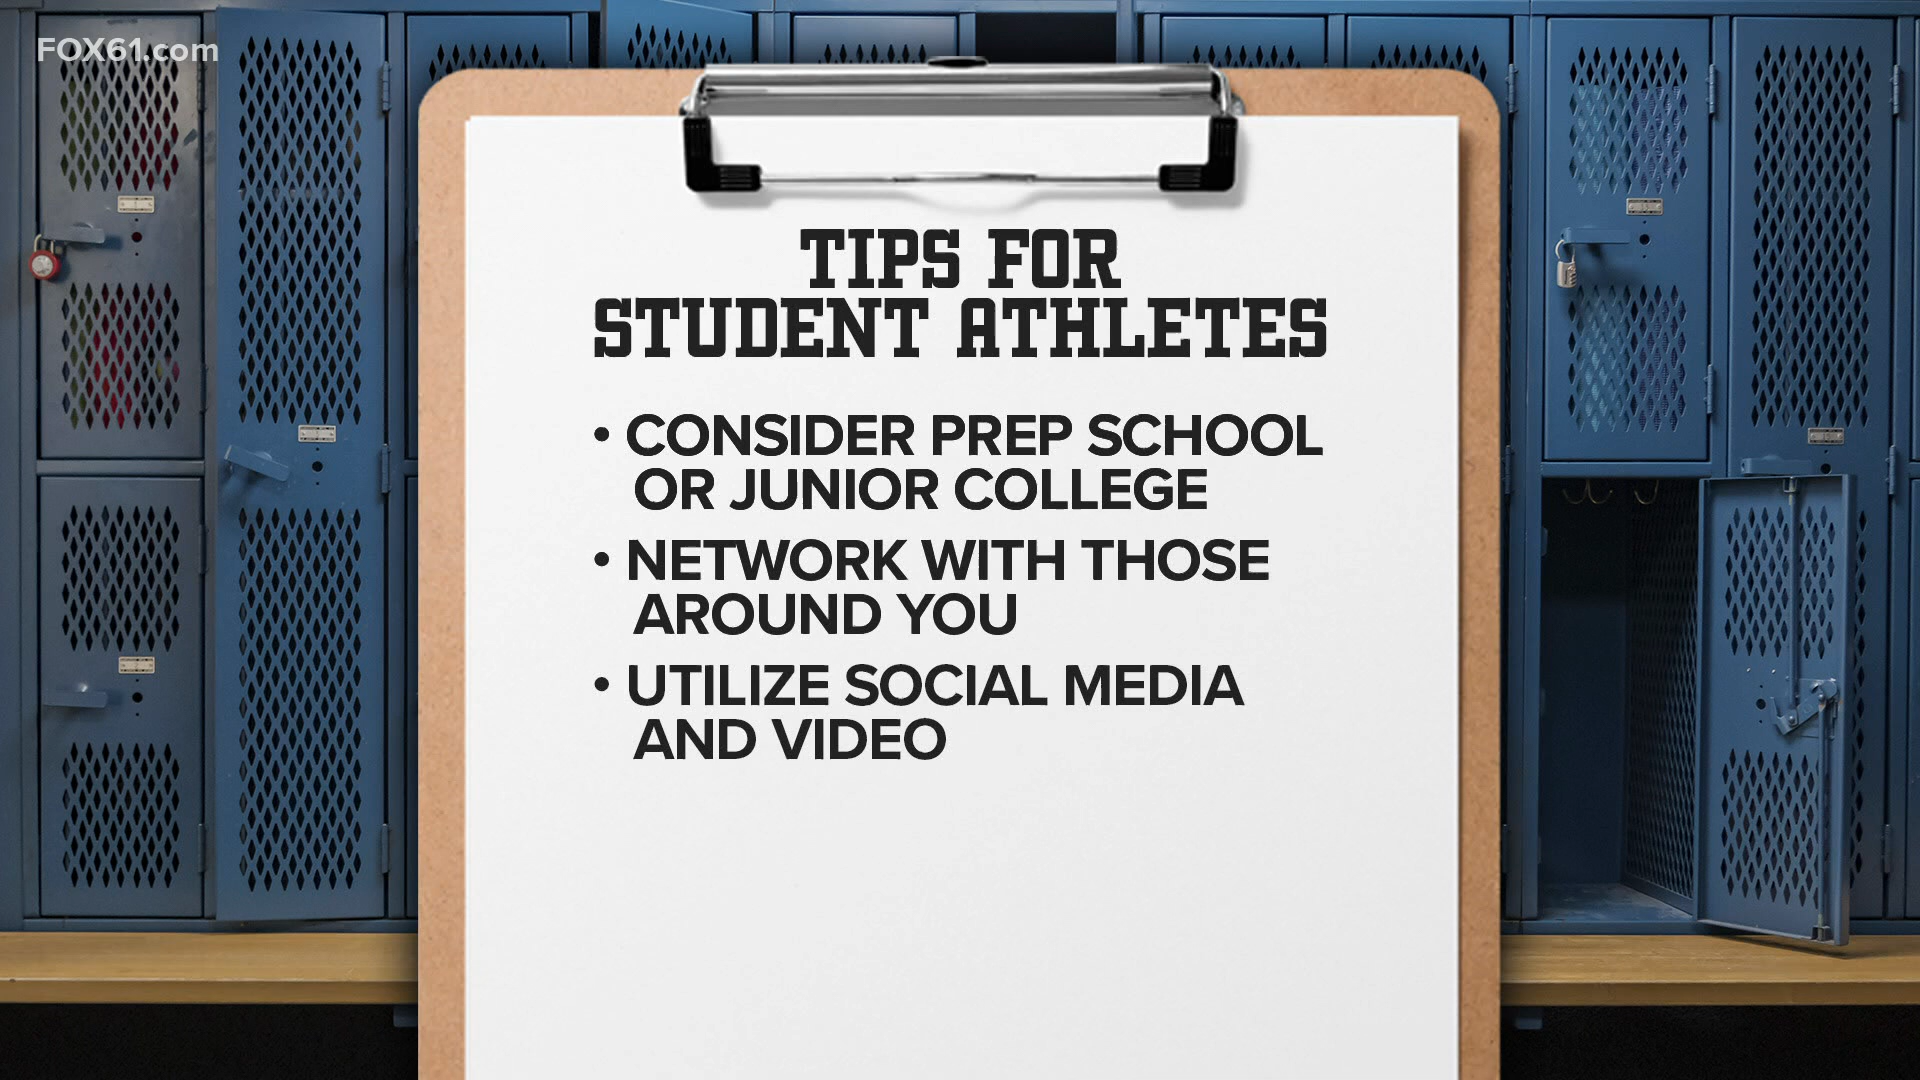 FOX61.com
TIPS FOR
STUDENT ATHLETES
• CONSIDER PREP SCHOOL
OR JUNIOR COLLEGE
• NETWORK WITH THOSE
AROUND YOU
• UTILIZE SOCIAL MEDIA
AND VIDEO